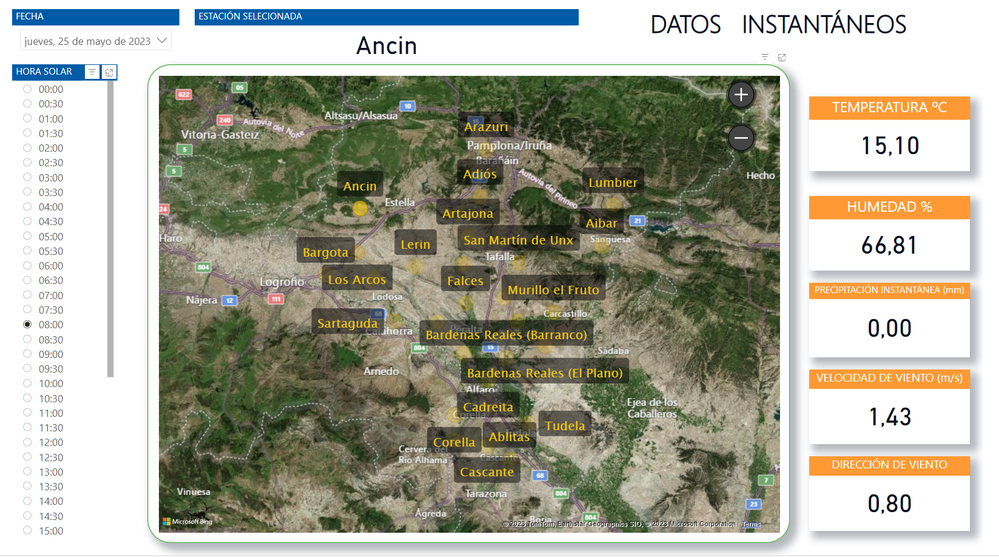 FECHA
jueves, 25 de mayo de 2023
ESTACIÓN SELECCIONADA
Ancin
DATOS INSTANTÁNEOS
HORA SOLAR
00:00
00:30
01:00
01:30
02:00
02:30
03:00
03:30
04:00
04:30
05:00
05:30
06:00
06:30
07:00
07:30
08:00
08:30
09:00
09:30
10:00
10:30
11:00
11:30
12:00
12:30
13:00
13:30
14:00
14:30
15:00
05
622
10
Altsasu/Alsasua
240
Autovía del Norte
15
Arazuri
Vitoria-Gasteiz
5
Pamplona/Iruña
Barañáin
5
Adiós
Autovía del Pirineo
Hecho
Ancin
Lumbier
Estella
24
Artajona
Aibar
21
Haro
Lerin
San Martín de Unx
Sangüesa
Bargota
Tafalla
804
Los Arcos
Falces
Logroño
Murillo el Fruto
Nájera
12
111
Lodosa
68
Carcastillo
Sartaguda
Calahorra
Peralta
Bardenas Reales (Barranco)
804
15
Sádaba
Arnedo
Bardenas Reales (El Plano)
Alfaro
Cadreita
Ejea de los
Caballeros
Corella
Tudela
Tudela
Ablitas
Corella
Cervera del
Río Alhama
Cascante
Cascante
68
7
Vinuesa
Tarazona
804
23
Ágreda
Borja
804
Microsoft Bing
© 2023 TomTom, Earthstar Geographics SIO, © 2023 Microsoft Corporation Terms
TEMPERATURA ºC
15,10
HUMEDAD %
66,81
PRECIPITACIÓN INSTANTÁNEA (mm)
0,00
VELOCIDAD DE VIENTO (m/s)
1,43
DIRECCIÓN DE VIENTO
0,80